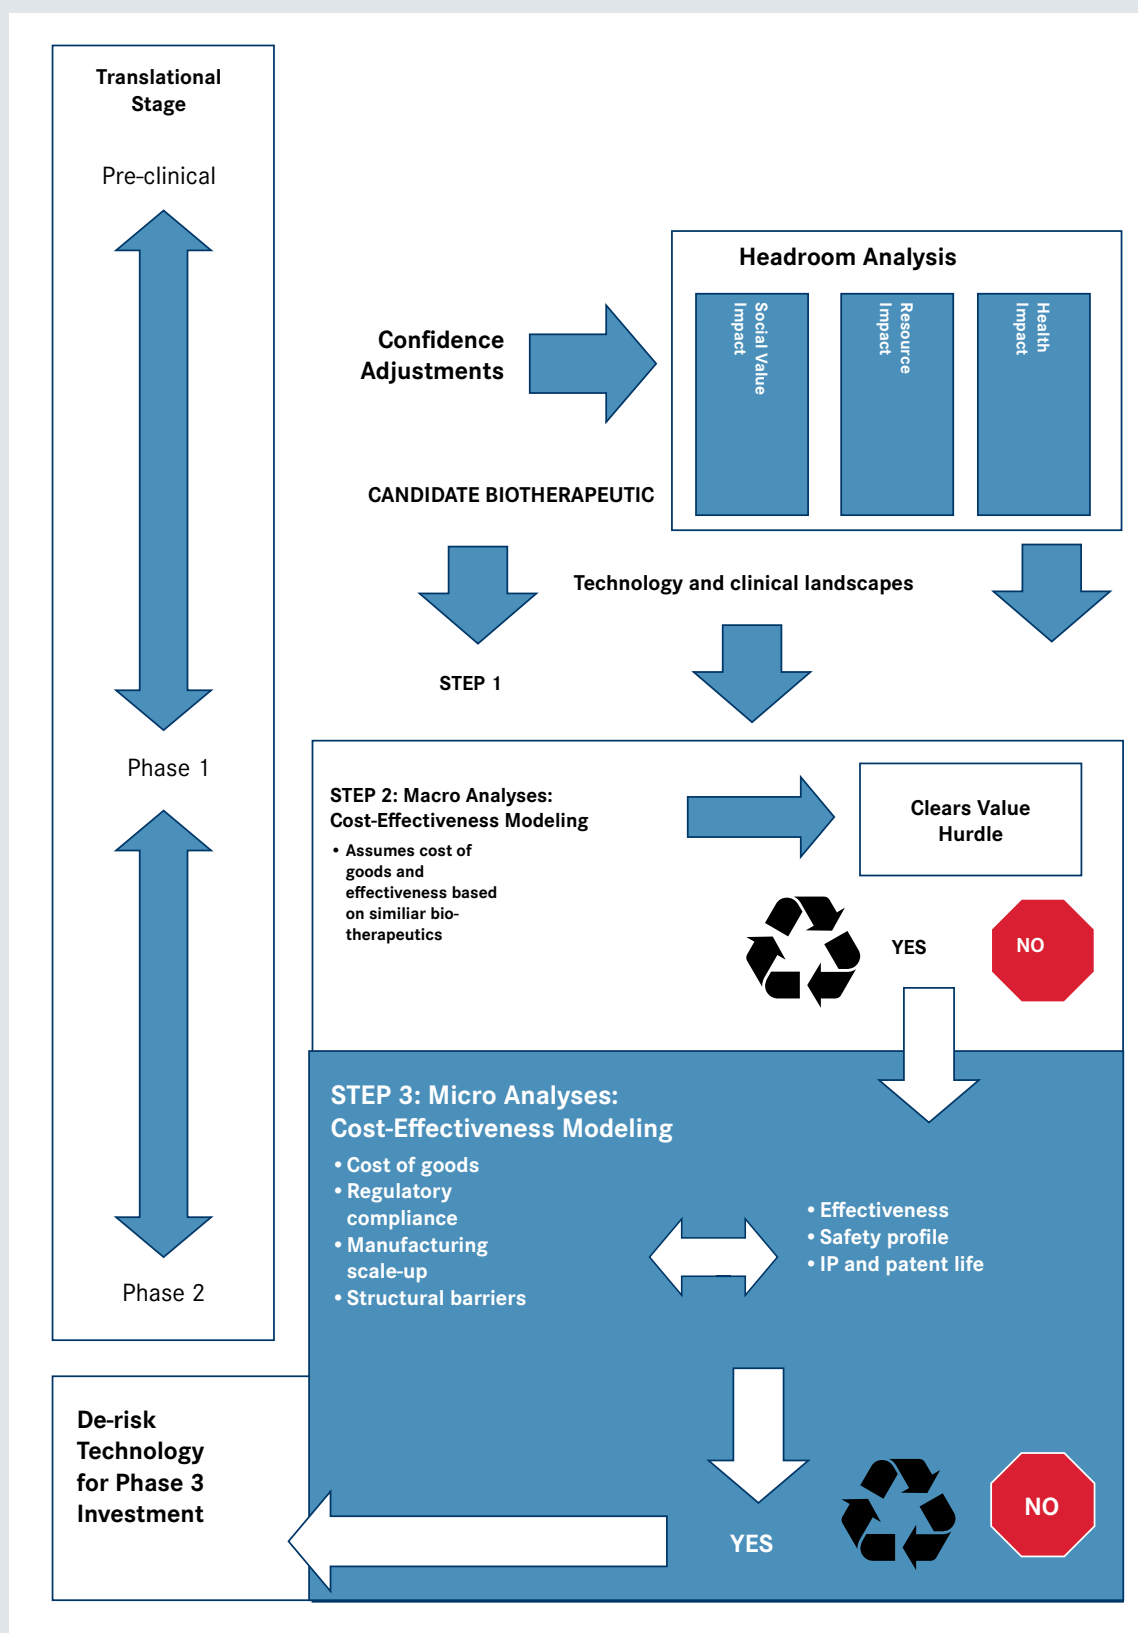 Translational
Stage
Pre-clinical
Phase 1
Phase 2
Headroom Analysis
Social Value
Impact
Resource
Impact
Health
Impact
Confidence
Adjustments
CANDIDATE BIOTHERAPEUTIC
Technology and clinical landscapes
STEP 1
STEP 2: Macro Analyses:
Cost-Effectiveness Modeling
• Assumes cost of
goods and
effectiveness based
on similiar bio-
therapeutics
Clears Value
Hurdle
YES
NO
STEP 3: Micro Analyses:
Cost-Effectiveness Modeling
• Cost of goods
• Regulatory
compliance
• Manufacturing
scale-up
• Structural barriers
• Effectiveness
• Safety profile
• IP and patent life
De-risk
Technology
for Phase 3
Investment
YES
NO